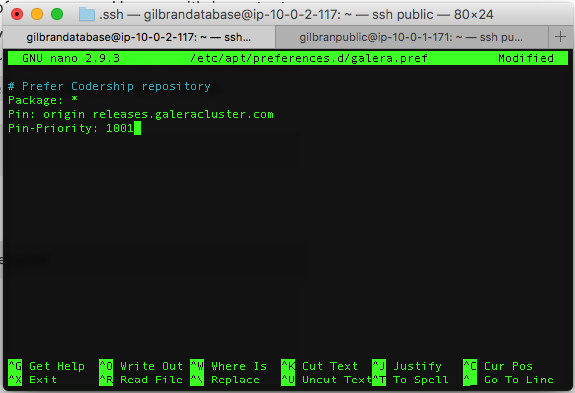 .ssh — gilbrandatabase@ip-10-0-2-117: ~ — ssh public — 80×24
gilbrandatabase@ip-10-0-2-117: ~ — ssh... gilbranpublic@ip-10-0-1-171: ~ — ssh pu... +
GNU nano 2.9.3 /etc/apt/preferences.d/galera.pref Modified
# Prefer Codership repository
Package: *
Pin: origin releases.galeracluster.com
Pin-Priority: 1001
^G Get Help ^O Write Out ^W Where Is ^K Cut Text ^J Justify ^C Cur Pos
^X Exit ^R Read File ^\ Replace ^U Uncut Text ^T To Spell ^_ Go To Line